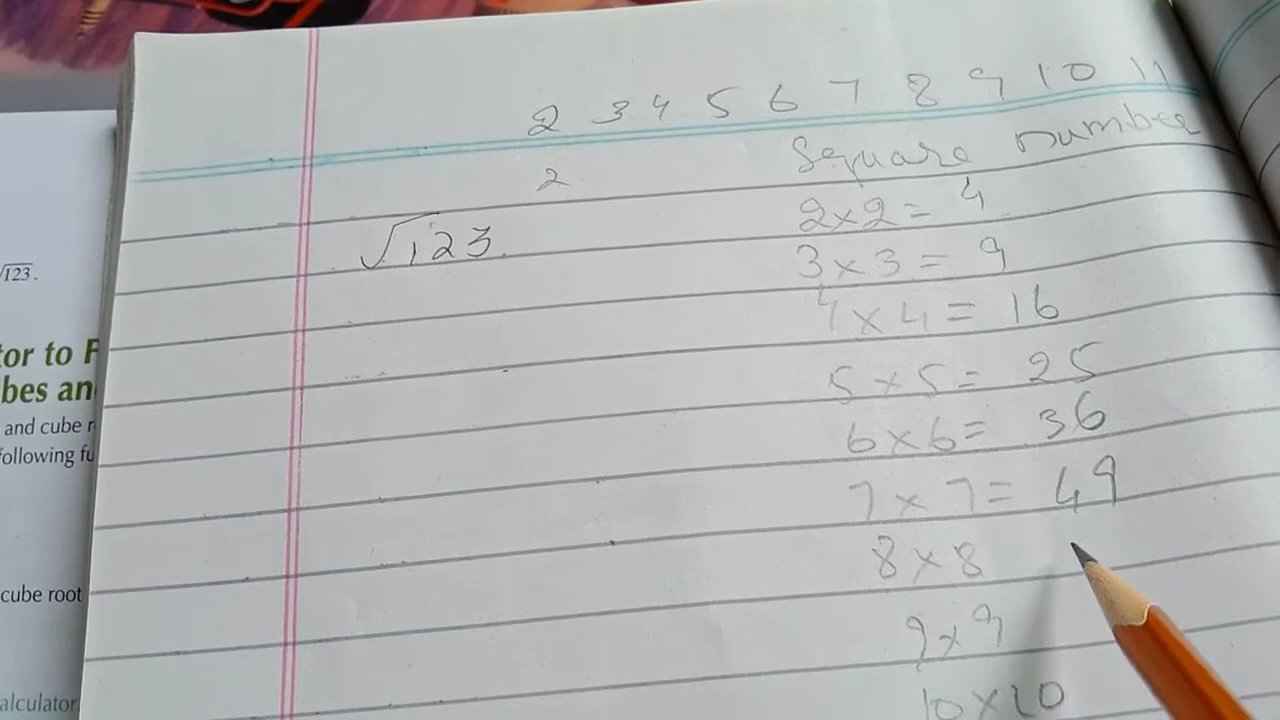 2 3 4 5 6 7 8 9 10 11
Square number
2
2×2= 4
√123.
3×3= 9
4×4= 16
5×5= 25
6×6= 36
7×7= 49
8×8
9×9
10×10
√123.
tor to F
bes an
and cube r
following fu
cube root
alculator